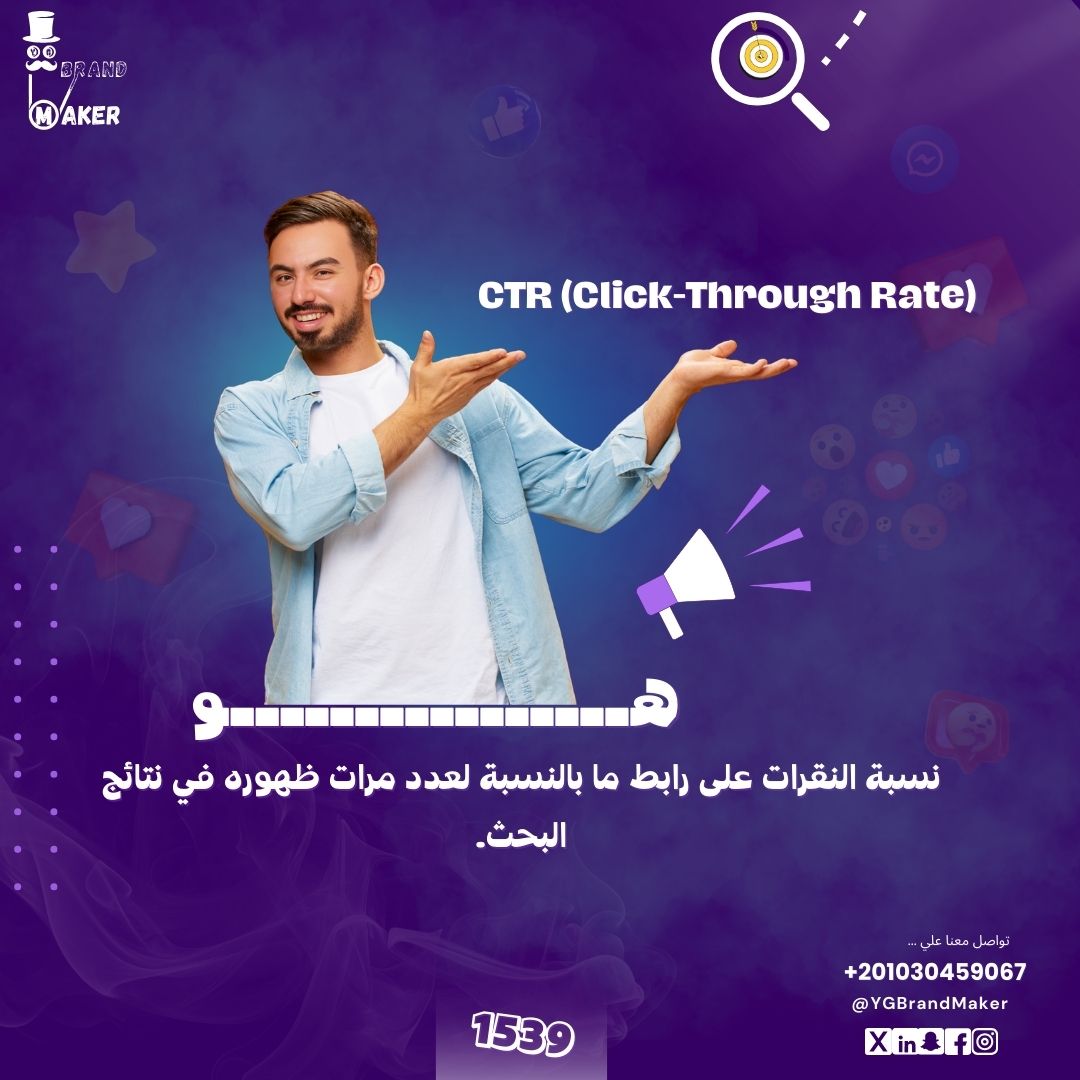 BRAND
MAKER
CTR (Click-Through Rate)
هـــــــــــــــــو
نسبة النقرات على رابط ما بالنسبة لعدد مرات ظهوره في نتائج
البحث.
تواصل معنا علي ...
+201030459067
@YGBrandMaker
1539